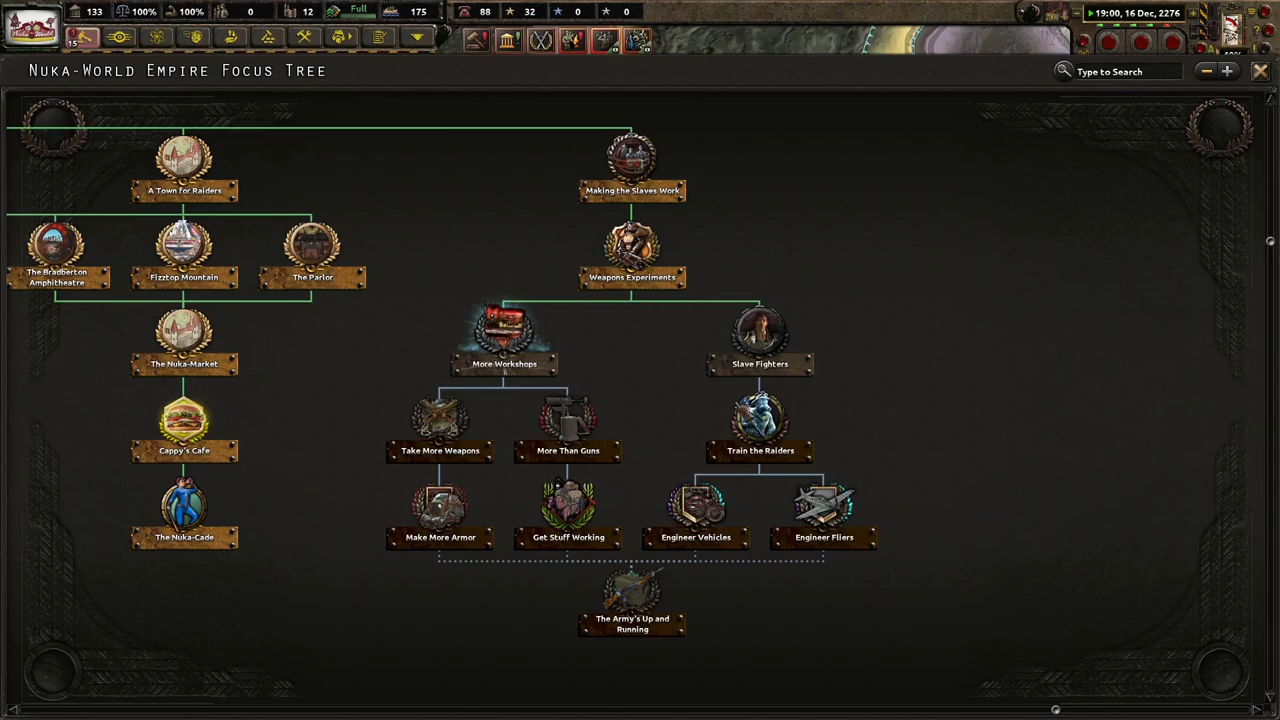 133 100% 100% 0 12 Full 175 88 32 0 0 19:00, 16 Dec, 2276
15
Nuka-World Empire Focus Tree
Type to Search
A Town for Raiders
Making the Slaves Work
The Bradberton
Amphitheatre
Fizztop Mountain
The Parlor
Weapons Experiments
The Nuka-Market
More Workshops
Slave Fighters
Cappy's Cafe
Take More Weapons
More Than Guns
Train the Raiders
The Nuka-Cade
Make More Armor
Get Stuff Working
Engineer Vehicles
Engineer Fliers
The Army's Up and
Running